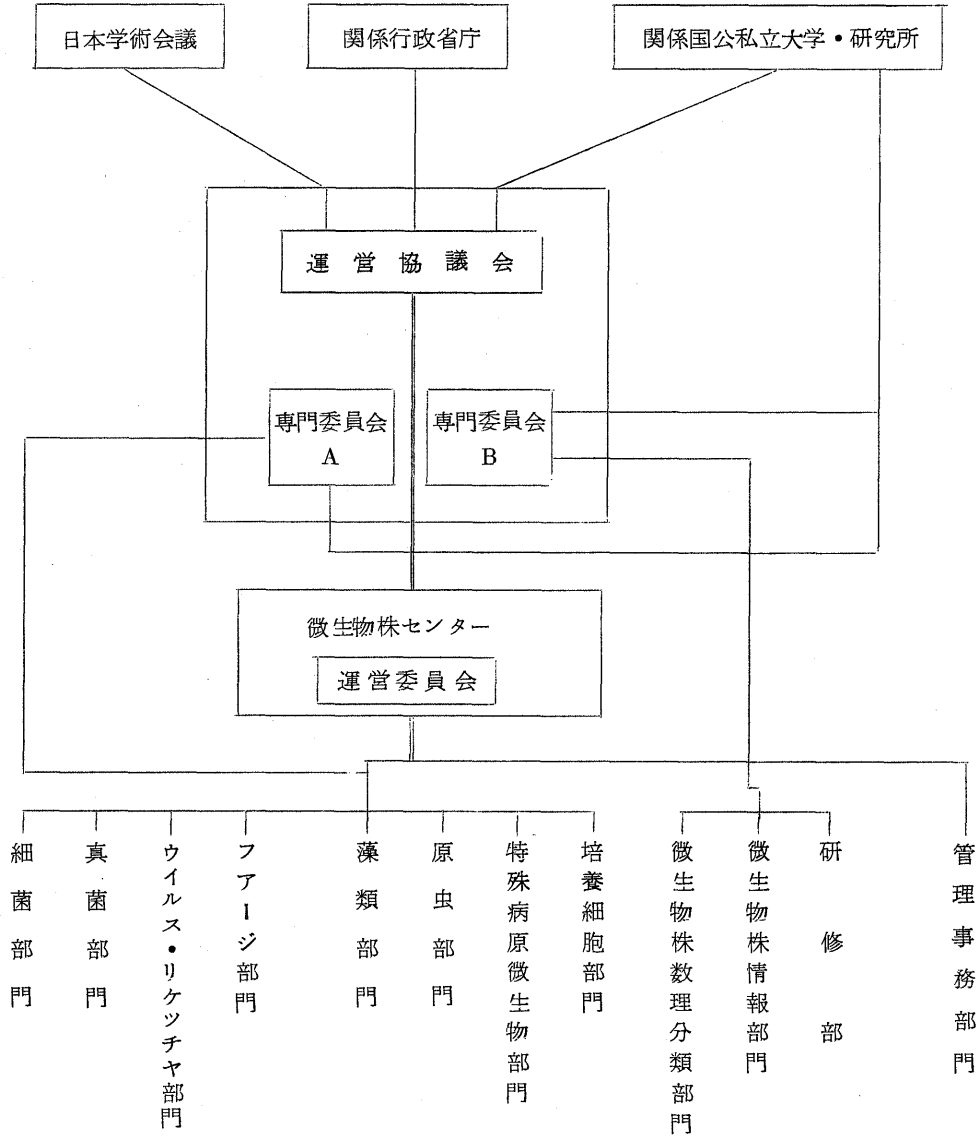 日本学術会議
関係行政省庁
関係国公私立大学・研究所
運営協議会
専門委員会
A
専門委員会
B
微生物株センター
運営委員会
細菌部門
真菌部門
ウイルス・リケツチヤ部門
フアージ部門
藻類部門
原虫部門
特殊病原微生物部門
培養細胞部門
微生物株数理分類部門
微生物株情報部門
研修部
管理事務部門